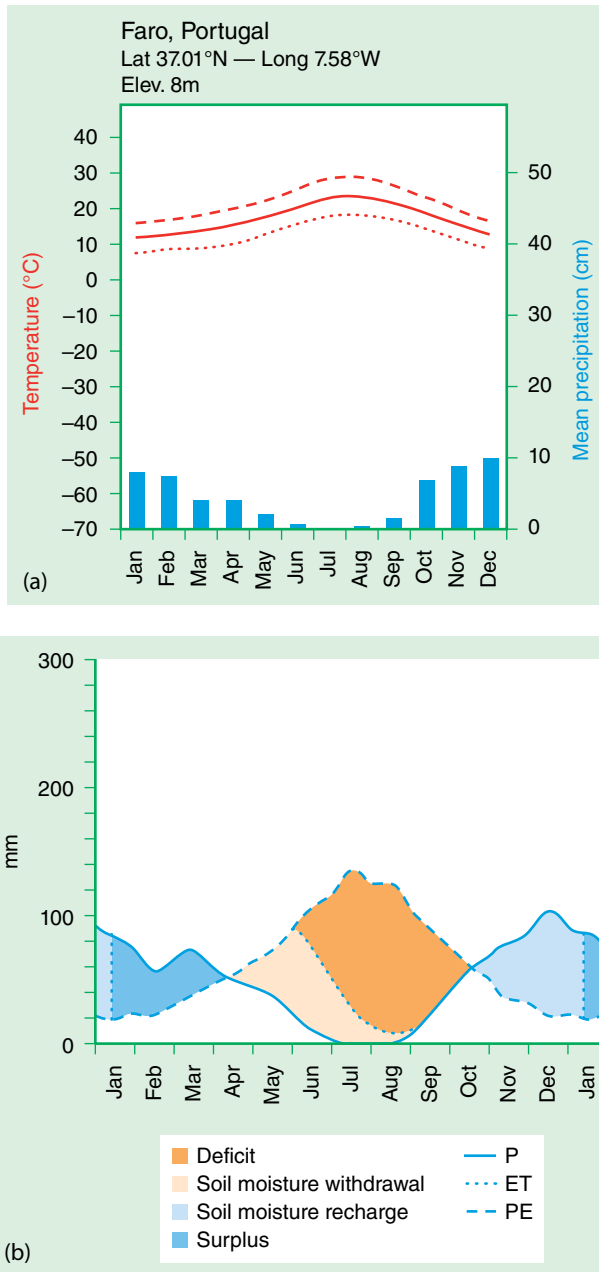 Faro, Portugal
Lat 37.01°N — Long 7.58°W
Elev. 8m
Temperature (°C)
40
30
20
10
0
–10
–20
–30
–40
–50
–60
–70
50
40
30
20
10
0
Mean precipitation (cm)
Jan Feb Mar Apr May Jun Jul Aug Sep Oct Nov Dec
(a)
mm
300
200
100
0
Jan Feb Mar Apr May Jun Jul Aug Sep Oct Nov Dec Jan
Deficit
Soil moisture withdrawal
Soil moisture recharge
Surplus
P
ET
PE
(b)